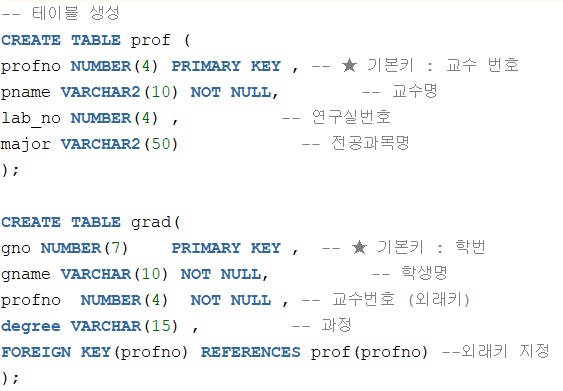 -- 테이블 생성
CREATE TABLE prof (
profno NUMBER(4) PRIMARY KEY , -- ★ 기본키 : 교수 번호
pname VARCHAR2(10) NOT NULL, -- 교수명
lab_no NUMBER(4) , -- 연구실번호
major VARCHAR2(50) -- 전공과목명
);
CREATE TABLE grad(
gno NUMBER(7) PRIMARY KEY , -- ★ 기본키 : 학번
gname VARCHAR(10) NOT NULL, -- 학생명
profno NUMBER(4) NOT NULL , -- 교수번호 (외래키)
degree VARCHAR(15) , -- 과정
FOREIGN KEY(profno) REFERENCES prof(profno) --외래키 지정
);